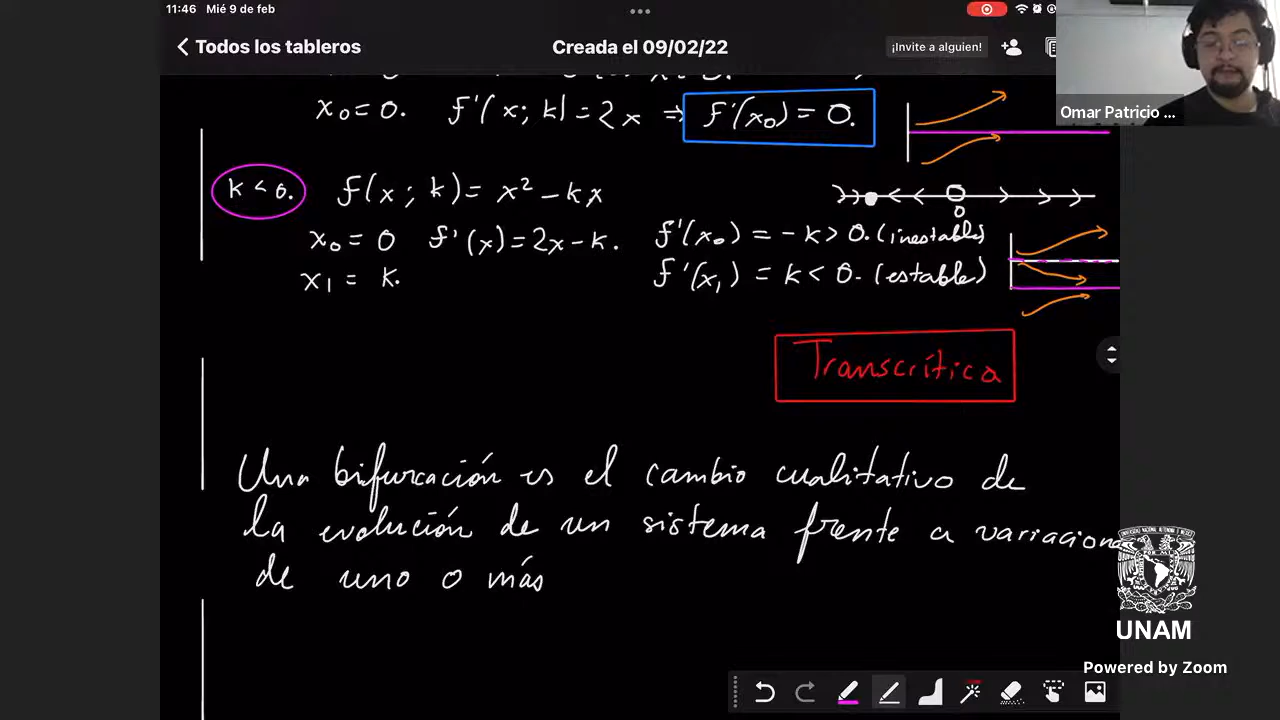 11:46 Mié 9 de feb
Todos los tableros
Creada el 09/02/22
¡Invite a alguien!
Omar Patricio ...
x₀ = 0. f'(x; k) = 2x ⇒ f'(x₀) = 0.
k < 0. f(x; k) = x² - kx
0
x₀ = 0 f'(x) = 2x - k. f'(x₀) = -k > 0. (inestable)
x₁ = k. f'(x₁) = k < 0. (estable)
Transcrítica
Una bifurcación es el cambio cualitativo de
la evolución de un sistema frente a
de uno o más
UNAM
Powered by Zoom